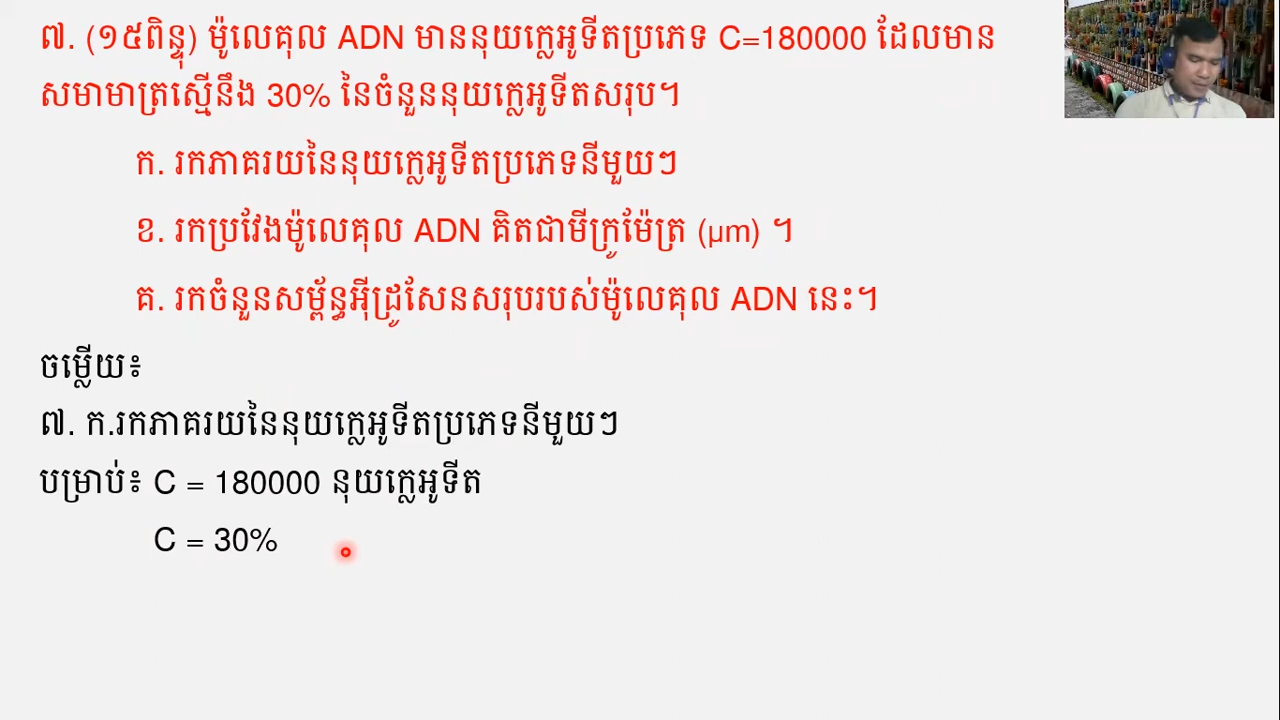 ៧. (១៥ពិន្ទុ) ម៉ូលេគុល ADN មាននុយក្លេអូទីតប្រភេទ C=180000 ដែលមាន
សមាមាត្រស្មើនឹង 30% នៃចំនួននុយក្លេអូទីតសរុប។
ក. រកភាគរយនៃនុយក្លេអូទីតប្រភេទនីមួយៗ
ខ. រកប្រវែងម៉ូលេគុល ADN គិតជាមីក្រូម៉ែត្រ (µm) ។
គ. រកចំនួនសម្ព័ន្ធអ៊ីដ្រូសែនសរុបរបស់ម៉ូលេគុល ADN នេះ។
ចម្លើយ៖
៧. ក.រកភាគរយនៃនុយក្លេអូទីតប្រភេទនីមួយៗ
បម្រាប់៖ C = 180000 នុយក្លេអូទីត
C = 30%